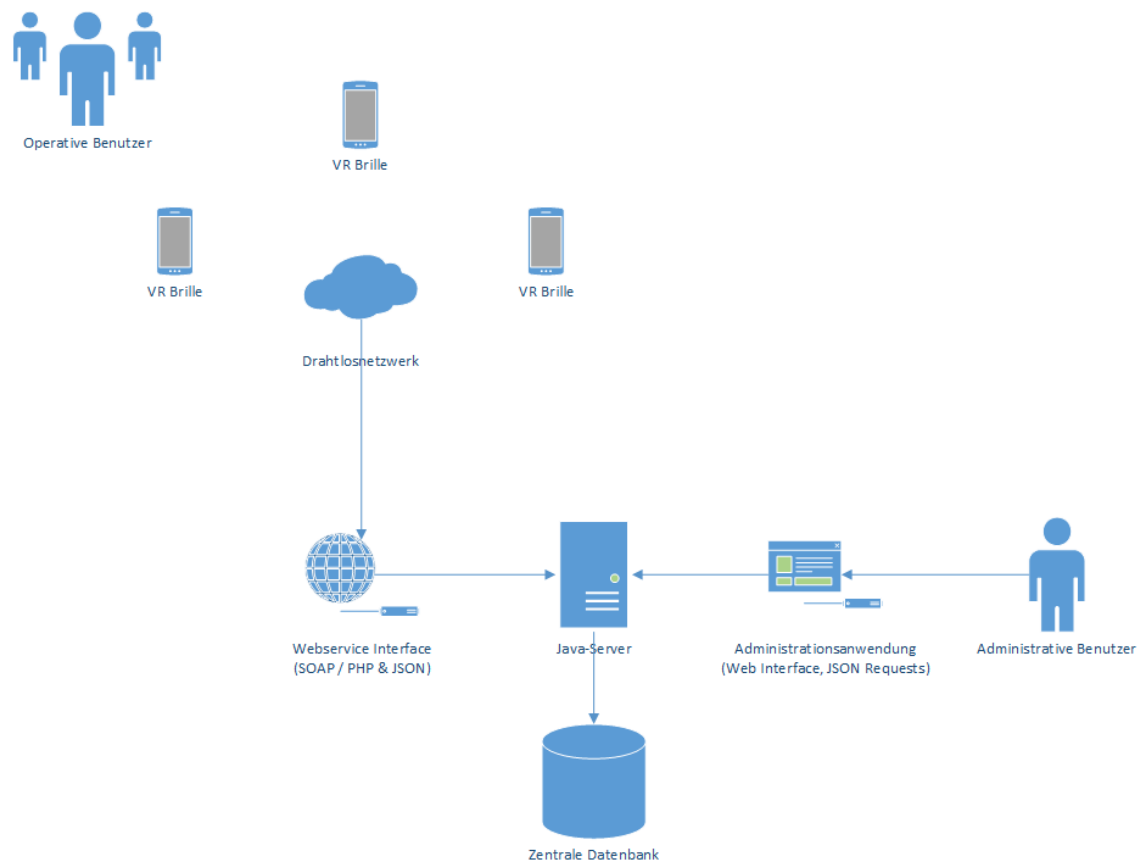 Operative Benutzer
VR Brille
VR Brille
VR Brille
Drahtlosnetzwerk
Webservice Interface
(SOAP / PHP & JSON)
Java-Server
Administrationsanwendung
(Web Interface, JSON Requests)
Administrative Benutzer
Zentrale Datenbank